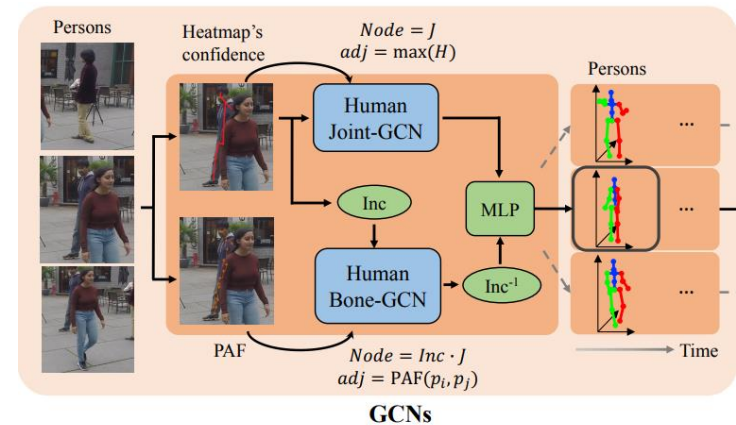 Persons
Heatmap's
confidence
Node = J
adj = max(H)
Human
Joint-GCN
Persons
...
Inc
MLP
...
Human
Bone-GCN
Inc⁻¹
...
PAF
Node = Inc · J
adj = PAF(pᵢ, pⱼ)
Time
GCNs